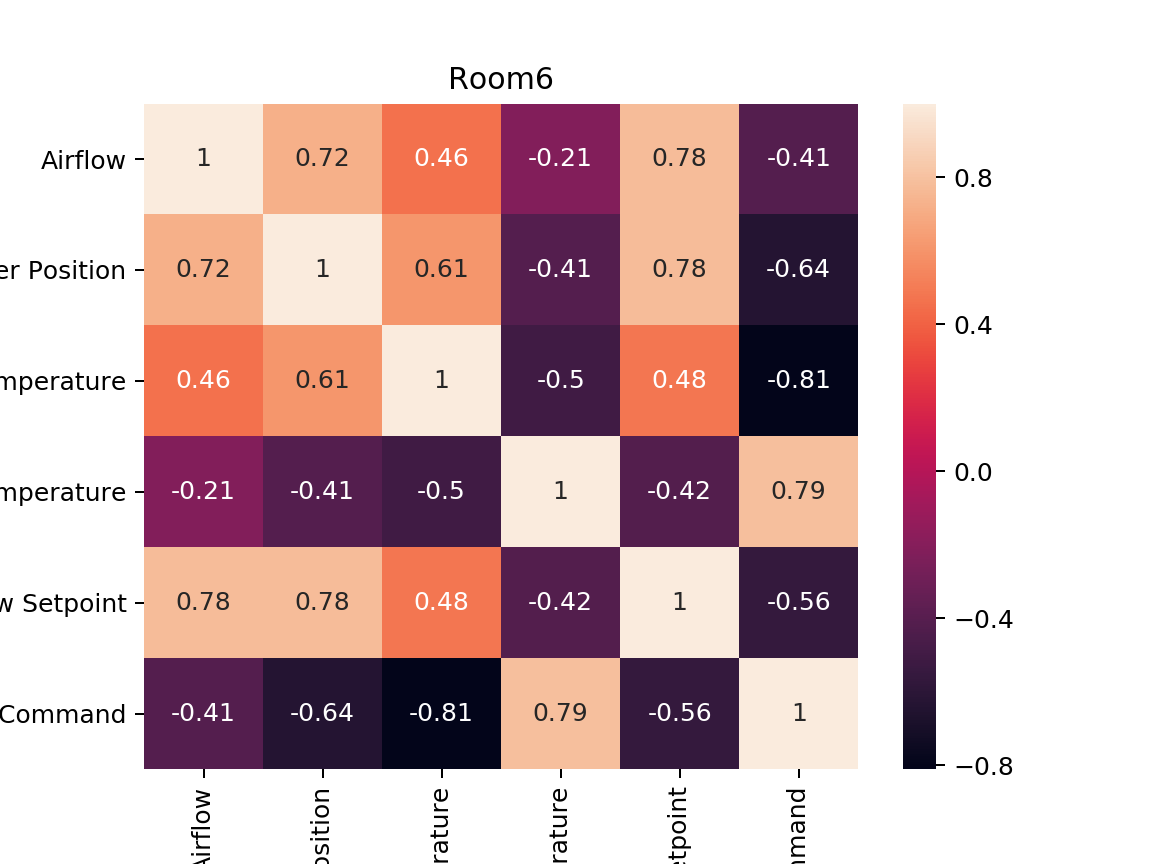 Room6
Airflow 1 0.72 0.46 -0.21 0.78 -0.41
er Position 0.72 1 0.61 -0.41 0.78 -0.64
mperature 0.46 0.61 1 -0.5 0.48 -0.81
mperature -0.21 -0.41 -0.5 1 -0.42 0.79
w Setpoint 0.78 0.78 0.48 -0.42 1 -0.56
Command -0.41 -0.64 -0.81 0.79 -0.56 1
Airflow
osition
rature
rature
etpoint
mmand
0.8
0.4
0.0
−0.4
−0.8